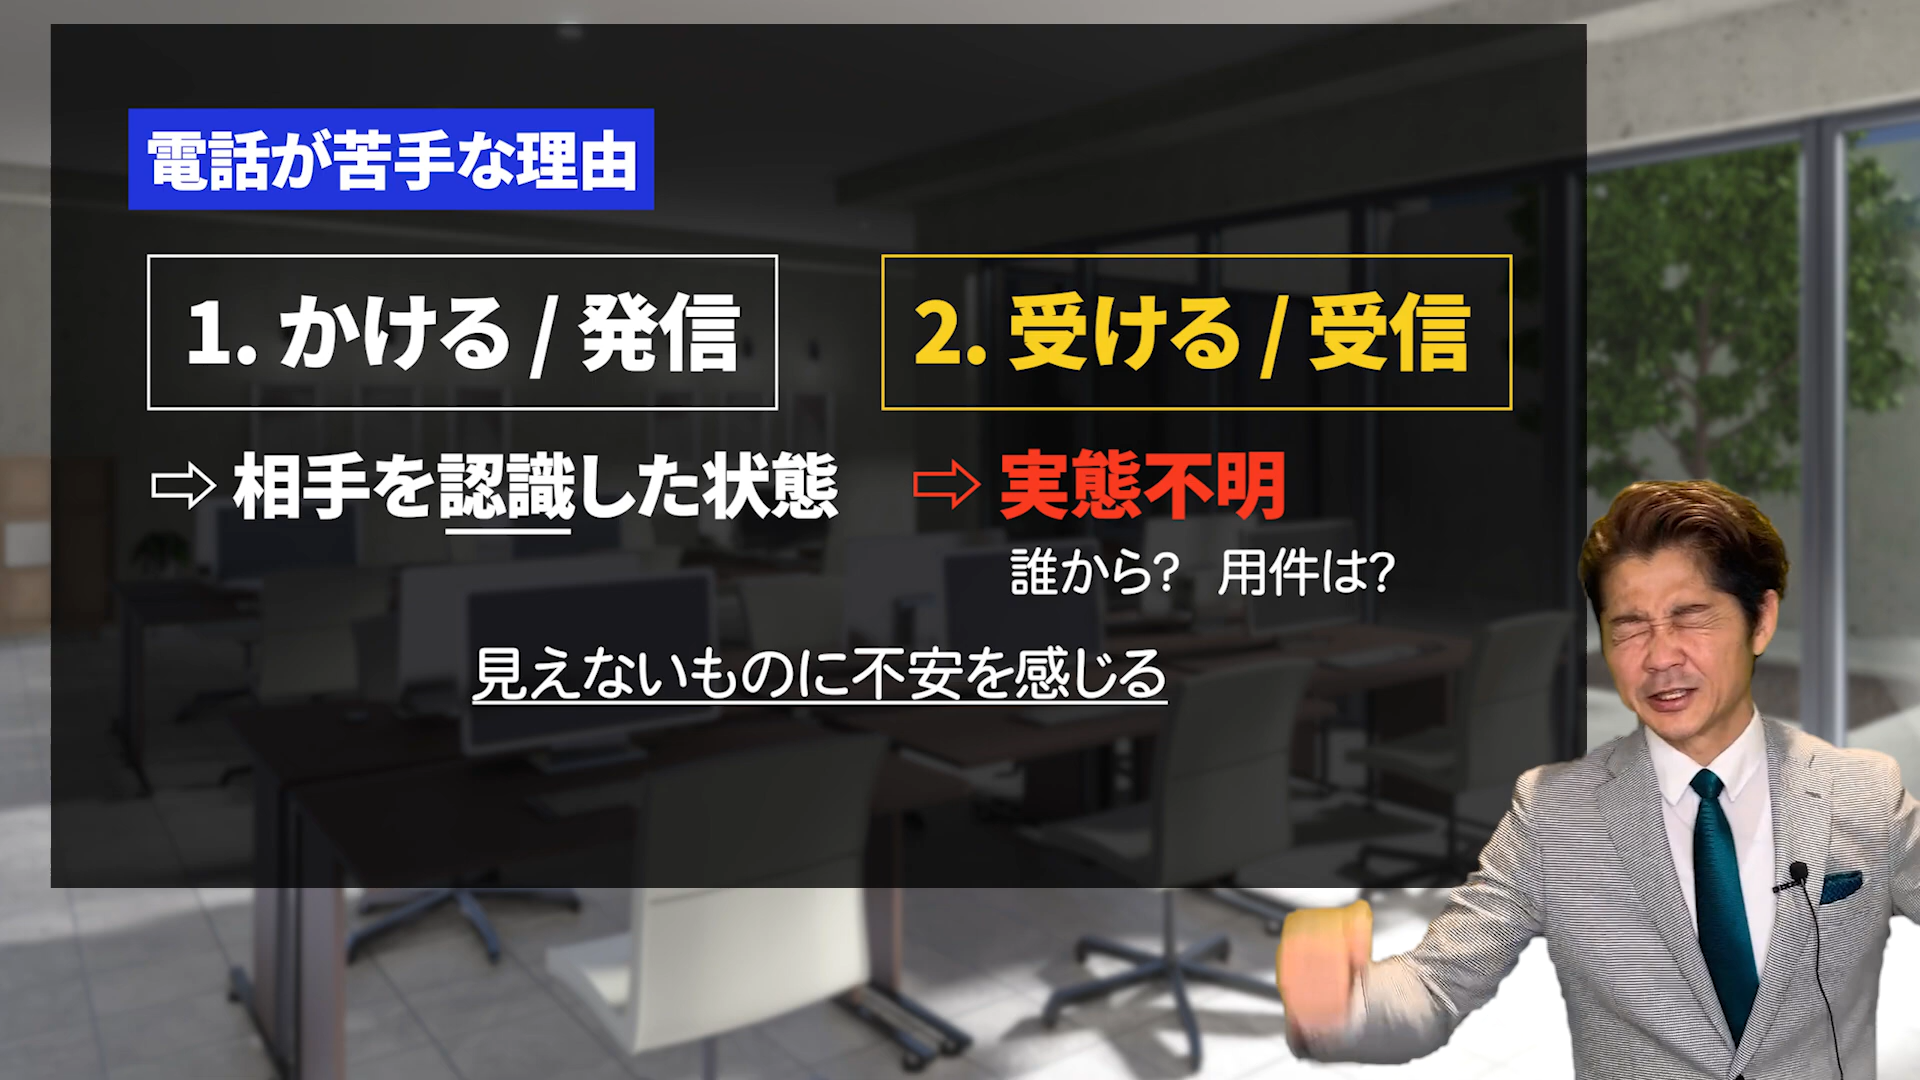 電話が苦手な理由
1. かける / 発信
⇨ 相手を認識した状態
2. 受ける / 受信
⇨ 実態不明
誰から? 用件は?
見えないものに不安を感じる